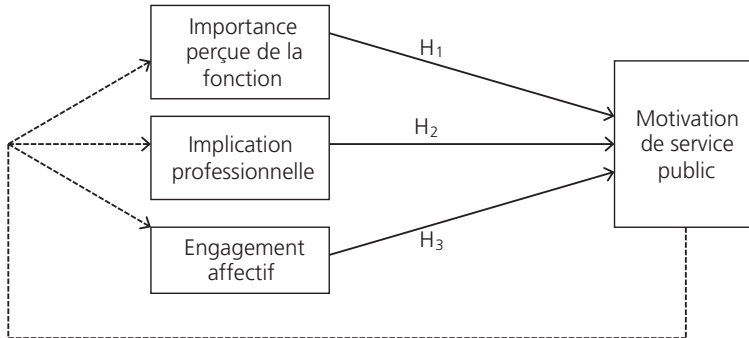 Importance
perçue de la
fonction
H1
Implication
professionnelle
H2
Motivation
de service
public
Engagement
affectif
H3